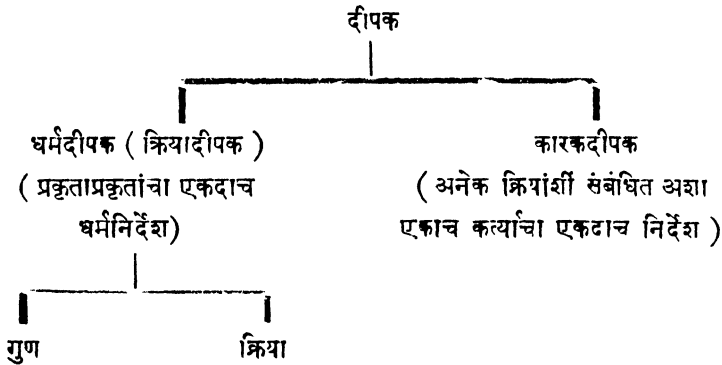 दीपक
धर्मदीपक ( क्रियादीपक )
( प्रकृताप्रकृतांचा एकदाच
धर्मनिर्देश )
कारकदीपक
( अनेक क्रियांशीं संबंधित अशा
एकाच कर्त्याचा एकदाच निर्देश )
गुण
क्रिया